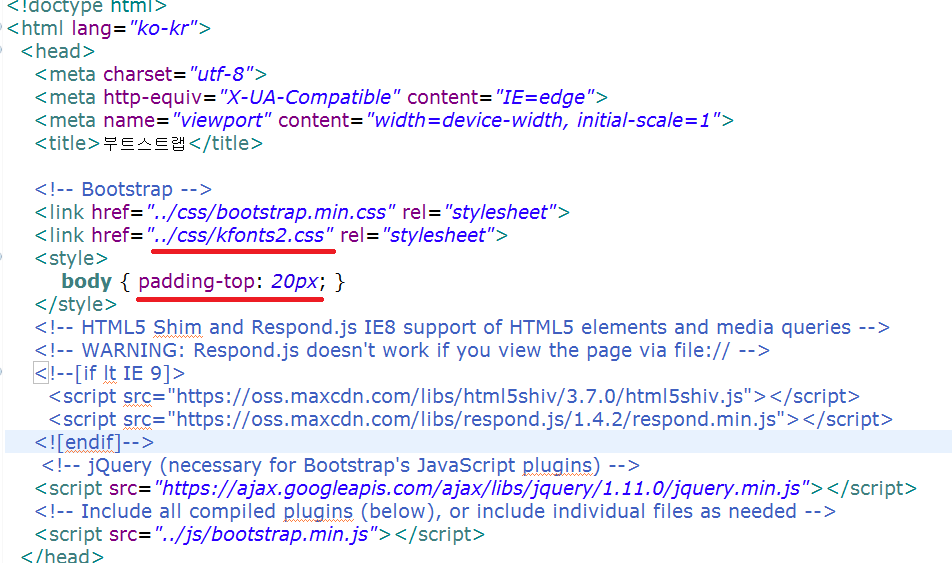 <!doctype html>
<html lang="ko-kr">
<head>
<meta charset="utf-8">
<meta http-equiv="X-UA-Compatible" content="IE=edge">
<meta name="viewport" content="width=device-width, initial-scale=1">
<title>부트스트랩</title>
<!-- Bootstrap -->
<link href="../css/bootstrap.min.css" rel="stylesheet">
<link href="../css/kfonts2.css" rel="stylesheet">
<style>
body { padding-top: 20px; }
</style>
<!-- HTML5 Shim and Respond.js IE8 support of HTML5 elements and media queries -->
<!-- WARNING: Respond.js doesn't work if you view the page via file:// -->
<!--[if lt IE 9]>
<script src="https://oss.maxcdn.com/libs/html5shiv/3.7.0/html5shiv.js"></script>
<script src="https://oss.maxcdn.com/libs/respond.js/1.4.2/respond.min.js"></script>
<![endif]-->
<!-- jQuery (necessary for Bootstrap's JavaScript plugins) -->
<script src="https://ajax.googleapis.com/ajax/libs/jquery/1.11.0/jquery.min.js"></script>
<!-- Include all compiled plugins (below), or include individual files as needed -->
<script src="../js/bootstrap.min.js"></script>
</head>